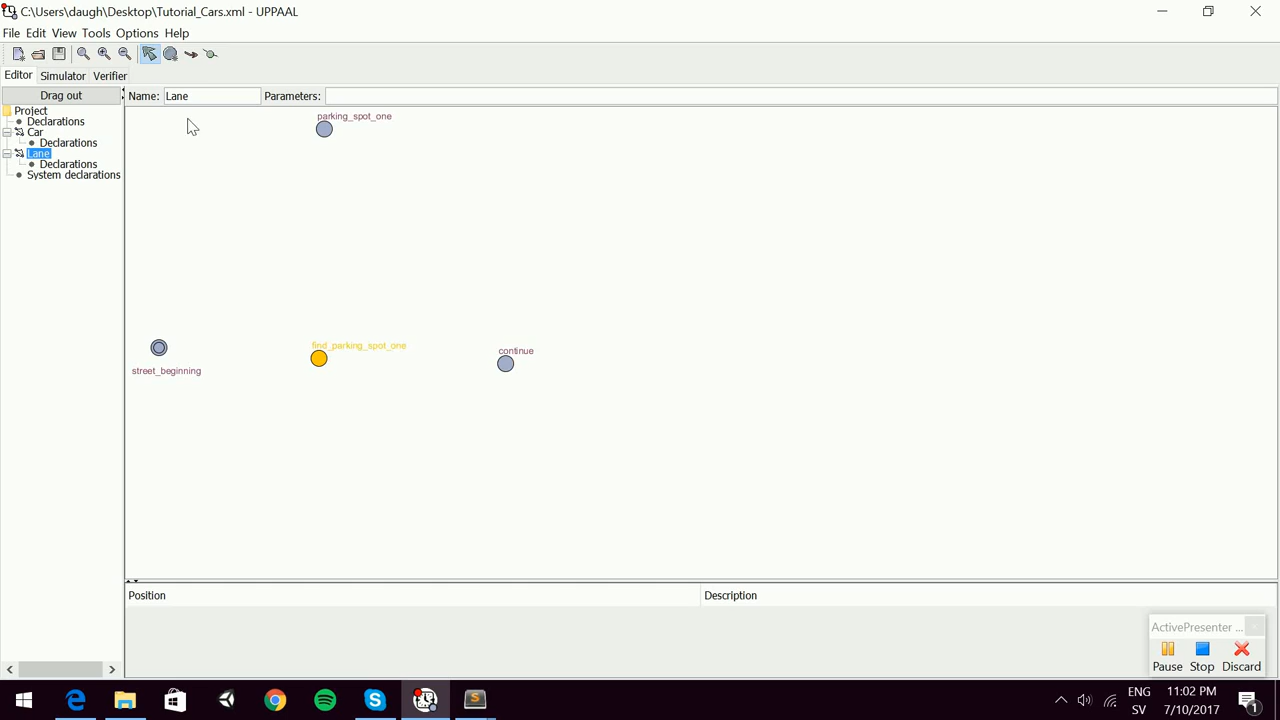 C:\Users\daugh\Desktop\Tutorial_Cars.xml - UPPAAL
File Edit View Tools Options Help
Editor Simulator Verifier
Drag out
Name: Lane Parameters:
Project
Declarations
Car
Declarations
Lane
Declarations
System declarations
parking_spot_one
find_parking_spot_one
continue
street_beginning
Position Description
ActivePresenter ...
Pause Stop Discard
ENG 11:02 PM
SV 7/10/2017
1